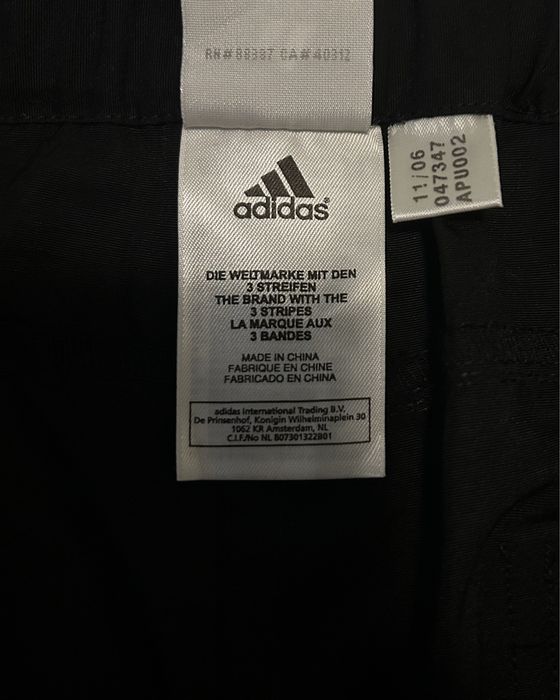 RN#88387 CA#40312
adidas®
DIE WELTMARKE MIT DEN
3 STREIFEN
THE BRAND WITH THE
3 STRIPES
LA MARQUE AUX
3 BANDES
MADE IN CHINA
FABRIQUE EN CHINE
FABRICADO EN CHINA
adidas International Trading B.V.
De Prinsenhof, Konigin Wilhelminaplein 30
1062 KR Amsterdam, NL
C.I.F./No NL 807301322B01
11/06
047347
APU002